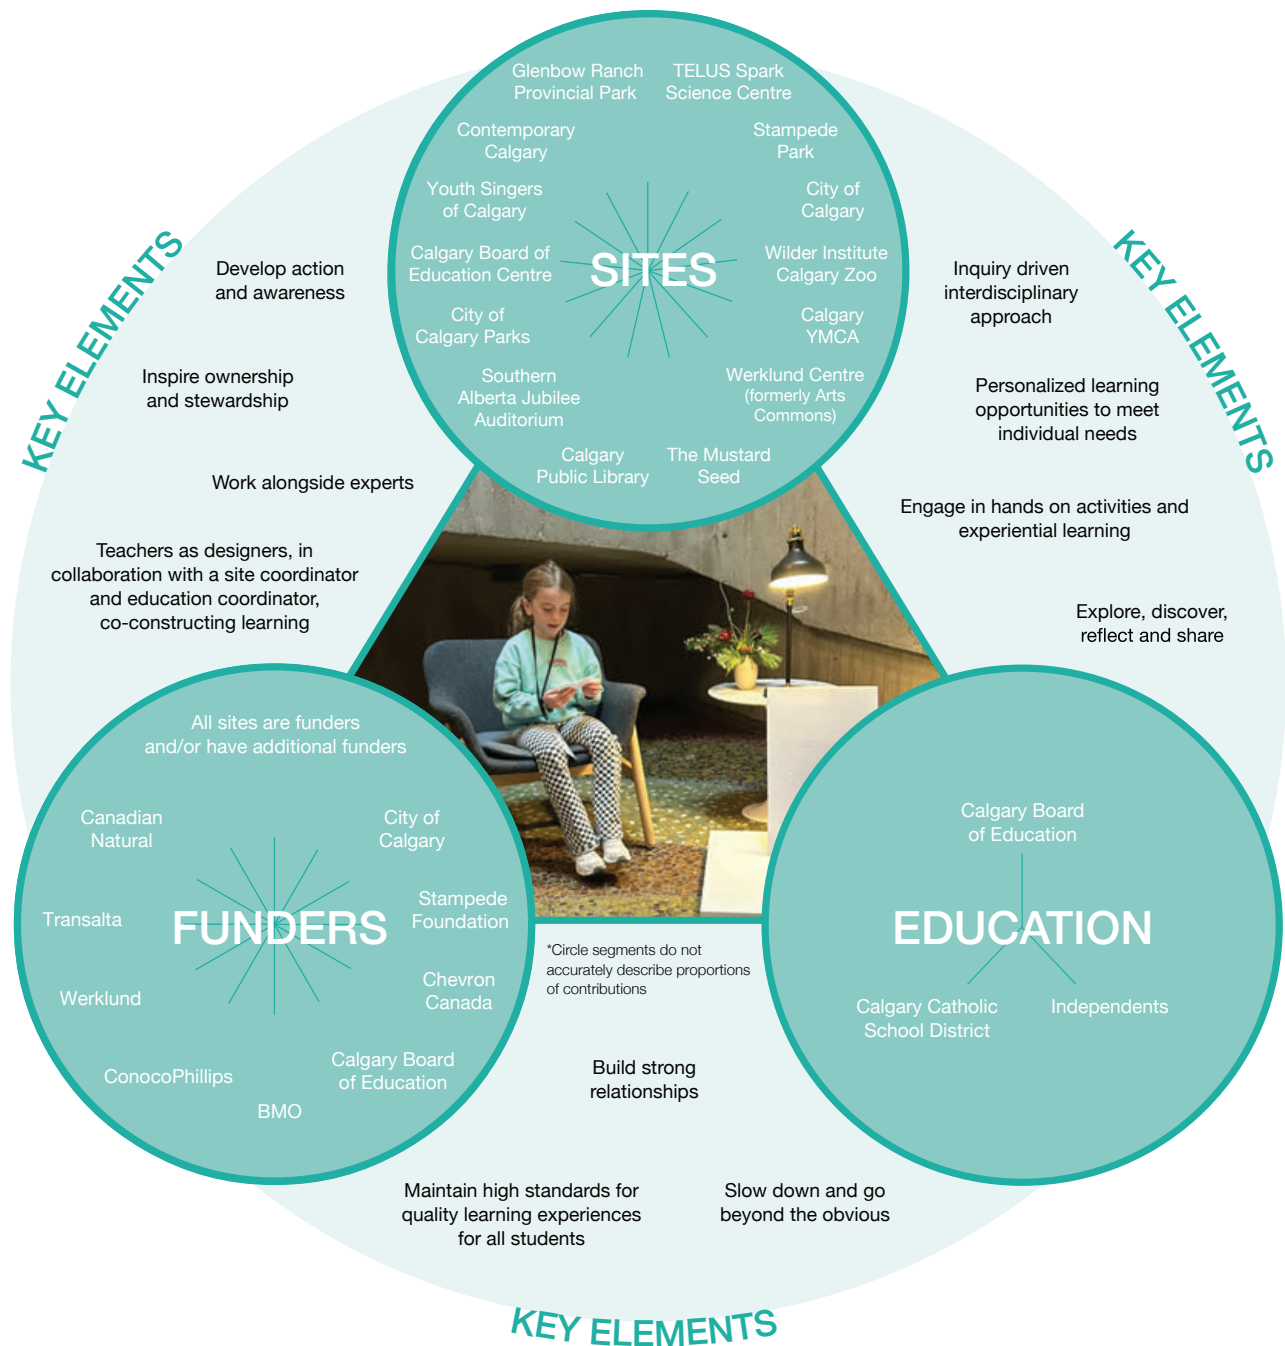 Glenbow Ranch
Provincial Park
TELUS Spark
Science Centre
Contemporary
Calgary
Stampede
Park
Youth Singers
of Calgary
City of
Calgary
Calgary Board of
Education Centre
SITES
Wilder Institute
Calgary Zoo
City of
Calgary Parks
Calgary
YMCA
Southern
Alberta Jubilee
Auditorium
Werklund Centre
(formerly Arts
Commons)
Calgary
Public Library
The Mustard
Seed
KEY ELEMENTS
Develop action
and awareness
Inspire ownership
and stewardship
Work alongside experts
Teachers as designers, in
collaboration with a site coordinator
and education coordinator,
co-constructing learning
KEY ELEMENTS
Inquiry driven
interdisciplinary
approach
Personalized learning
opportunities to meet
individual needs
Engage in hands on activities and
experiential learning
Explore, discover,
reflect and share
All sites are funders
and/or have additional funders
Canadian
Natural
City of
Calgary
Transalta
FUNDERS
Stampede
Foundation
Werklund
Chevron
Canada
ConocoPhillips
Calgary Board
of Education
BMO
*Circle segments do not
accurately describe proportions
of contributions
Calgary Board
of Education
EDUCATION
Calgary Catholic
School District
Independents
Build strong
relationships
Maintain high standards for
quality learning experiences
for all students
Slow down and go
beyond the obvious
KEY ELEMENTS